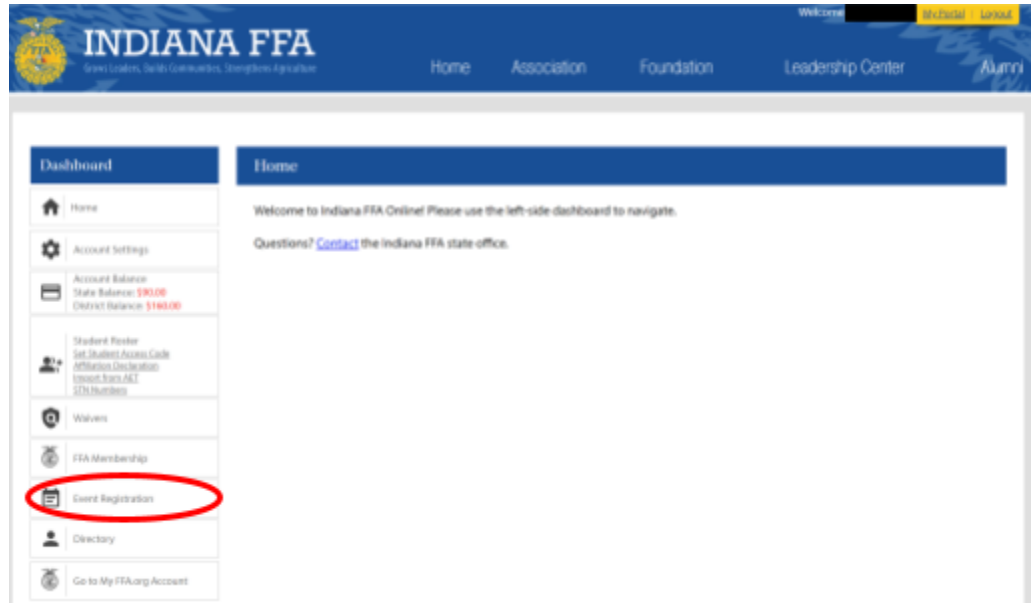 Welcome
My Portal | Logout
FFA
INDIANA FFA
Grows Leaders, Builds Communities, Strengthens Agriculture
Home Association Foundation Leadership Center Alumni
Dashboard
Home
Home
Welcome to Indiana FFA Online! Please use the left-side dashboard to navigate.
Questions? Contact the Indiana FFA state office.
Account Settings
Account Balance
State Balance: $90.00
District Balance: $160.00
Student Roster
Set Student Access Code
Affiliation Declaration
Import from AET
STN Numbers
Waivers
FFA Membership
Event Registration
Directory
Go to My FFA.org Account